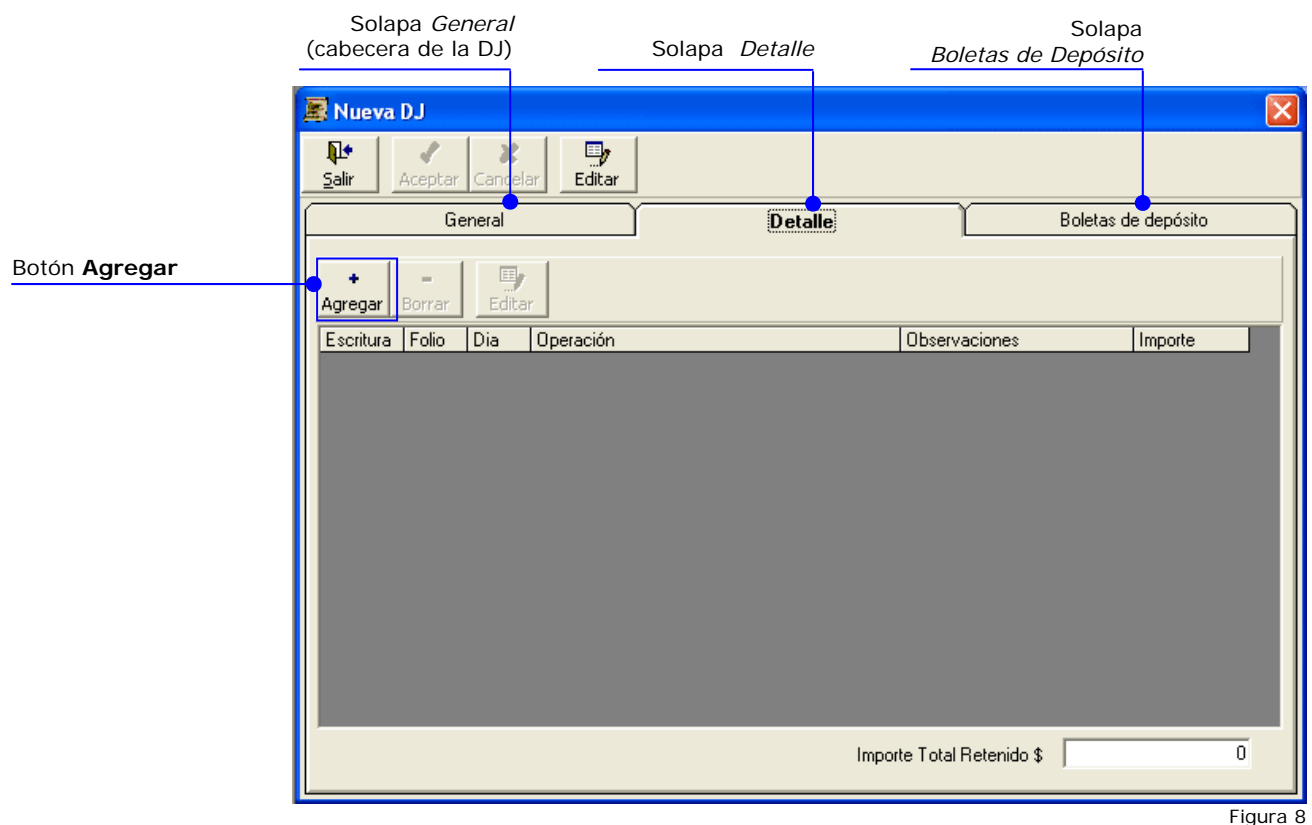 Solapa General
(cabecera de la DJ)
Solapa Detalle
Solapa
Boletas de Depósito
Nueva DJ
Salir Aceptar Cancelar Editar
General Detalle Boletas de depósito
Botón Agregar
+ -
Agregar Borrar Editar
Escritura Folio Dia Operación Observaciones Importe
Importe Total Retenido $ 0
Figura 8